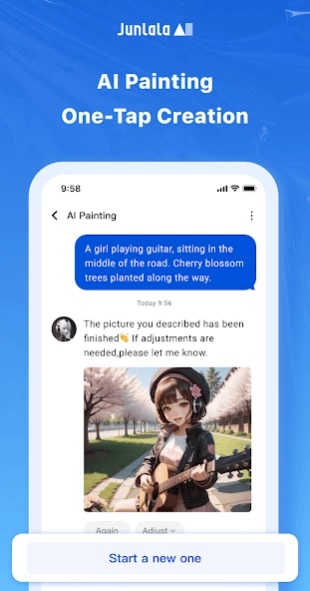 Junlala AI
AI Painting
One-Tap Creation
9:58
AI Painting
A girl playing guitar, sitting in the
middle of the road. Cherry blossom
trees planted along the way.
Today 9:56
The picture you described has been
finished👏 If adjustments are
needed,please let me know.
Again
Adjust
Start a new one